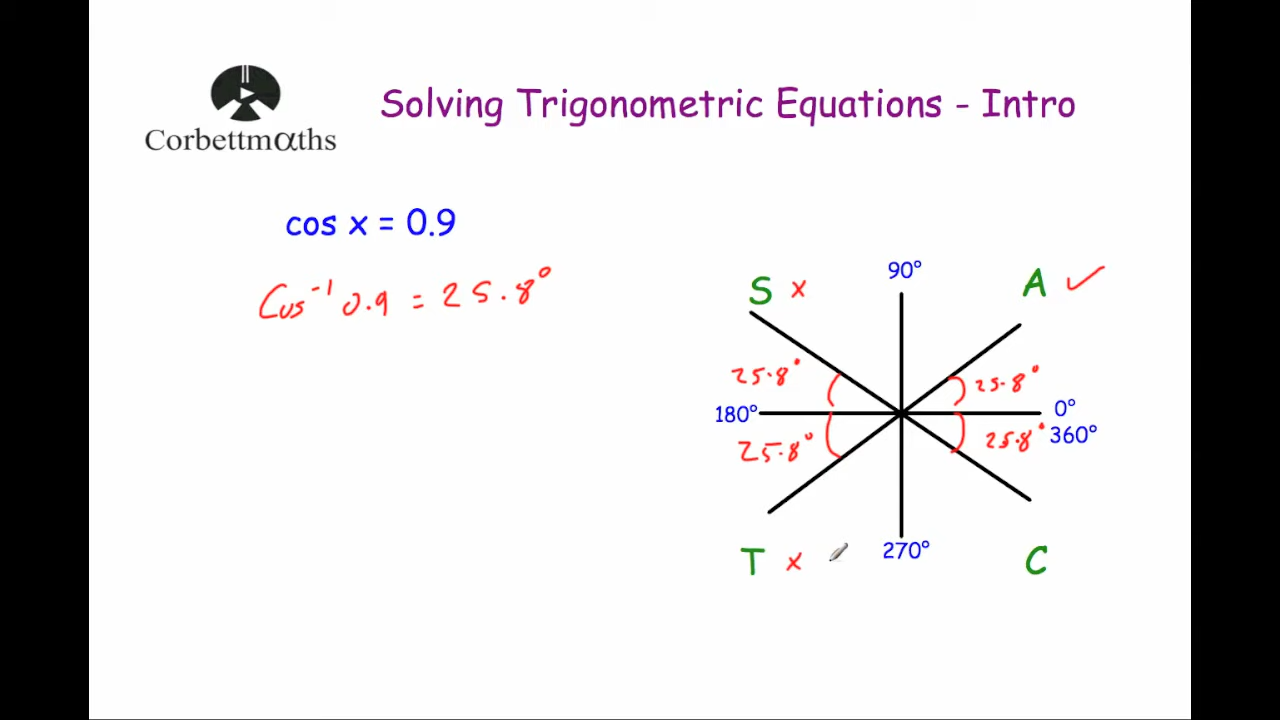 Solving Trigonometric Equations - Intro
Corbettmαths
cos x = 0.9
Cos⁻¹ 0.9 = 25.8°
90°
S x
A ✓
25.8°
25.8°
180°
0°
360°
25.8°
25.8°
270°
T x
C